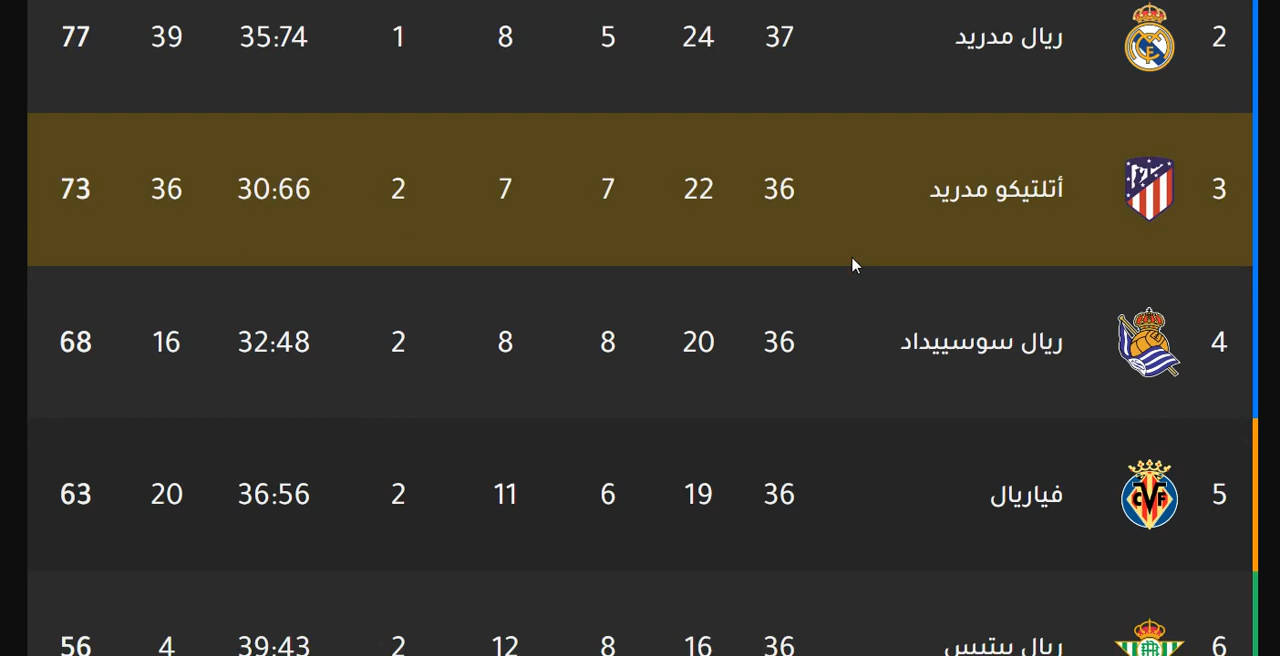 2 ريال مدريد 37 24 5 8 1 35:74 39 77
3 أتلتيكو مدريد 36 22 7 7 2 30:66 36 73
4 ريال سوسييداد 36 20 8 8 2 32:48 16 68
5 فياريال 36 19 6 11 2 36:56 20 63
6 ريال بيتيس 36 16 8 12 2 39:43 4 56